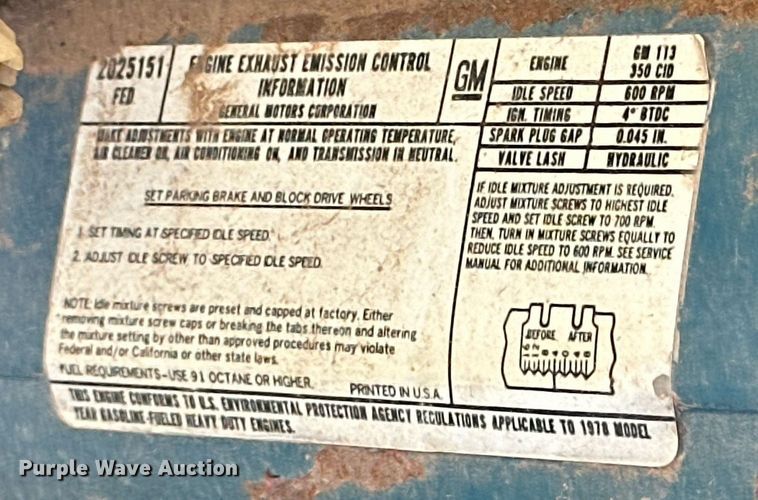 2025151
FED
ENGINE EXHAUST EMISSION CONTROL
INFORMATION
GENERAL MOTORS CORPORATION
MAKE ADJUSTMENTS WITH ENGINE AT NORMAL OPERATING TEMPERATURE,
AIR CLEANER ON, AIR CONDITIONING ON, AND TRANSMISSION IN NEUTRAL.
SET PARKING BRAKE AND BLOCK DRIVE WHEELS
1. SET TIMING AT SPECIFIED IDLE SPEED.
2. ADJUST IDLE SCREW TO SPECIFIED IDLE SPEED.
NOTE: Idle mixture screws are preset and capped at factory. Either
removing mixture screw caps or breaking the tabs thereon and altering
the mixture setting by other than approved procedures may violate
Federal and/or California or other state laws.
FUEL REQUIREMENTS-USE 91 OCTANE OR HIGHER.
PRINTED IN U.S.A.
GM
ENGINE GM 113
350 CID
IDLE SPEED 600 RPM
IGN. TIMING 4° BTDC
SPARK PLUG GAP 0.045 IN.
VALVE LASH HYDRAULIC
IF IDLE MIXTURE ADJUSTMENT IS REQUIRED,
ADJUST MIXTURE SCREWS TO HIGHEST IDLE
SPEED AND SET IDLE SCREW TO 700 RPM.
THEN, TURN IN MIXTURE SCREWS EQUALLY TO
REDUCE IDLE SPEED TO 600 RPM. SEE SERVICE
MANUAL FOR ADDITIONAL INFORMATION.
BEFORE AFTER
THIS ENGINE CONFORMS TO U.S. ENVIRONMENTAL PROTECTION AGENCY REGULATIONS APPLICABLE TO 1978 MODEL
YEAR GASOLINE-FUELED HEAVY DUTY ENGINES.
Purple Wave Auction